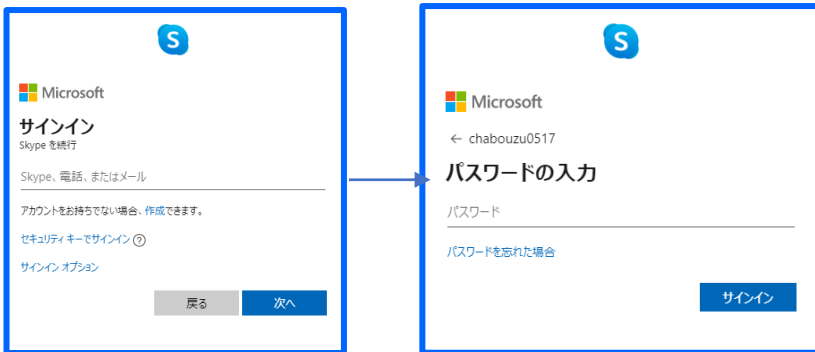 S
Microsoft
サインイン
Skype を続行
Skype、電話、またはメール
アカウントをお持ちでない場合、作成できます。
セキュリティ キーでサインイン ?
サインイン オプション
戻る 次へ
S
Microsoft
← chabouzu0517
パスワードの入力
パスワード
パスワードを忘れた場合
サインイン